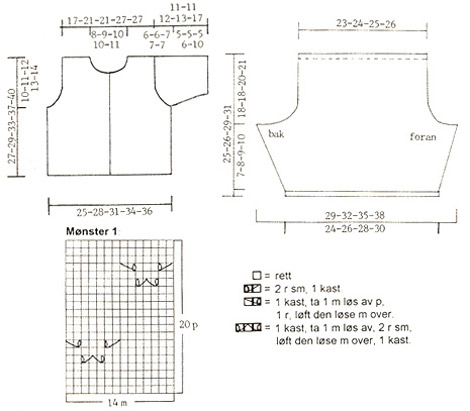 17-21-21-27-27
8-9-10
10-11
6-6-7
7-7
11-11
12-13-17
5-5-5
6-10
10-11-12
13-14
27-29-33-37-40
25-28-31-34-36
23-24-25-26
18-18-20-21
25-26-29-31
7-8-9-10
bak
foran
29-32-35-38
24-26-28-30
Mønster 1
20 p
14 m
= rett
= 2 r sm, 1 kast
= 1 kast, ta 1 m løs av p,
1 r, løft den løse m over.
= 1 kast, ta 1 m løs av, 2 r sm,
løft den løse m over, 1 kast.